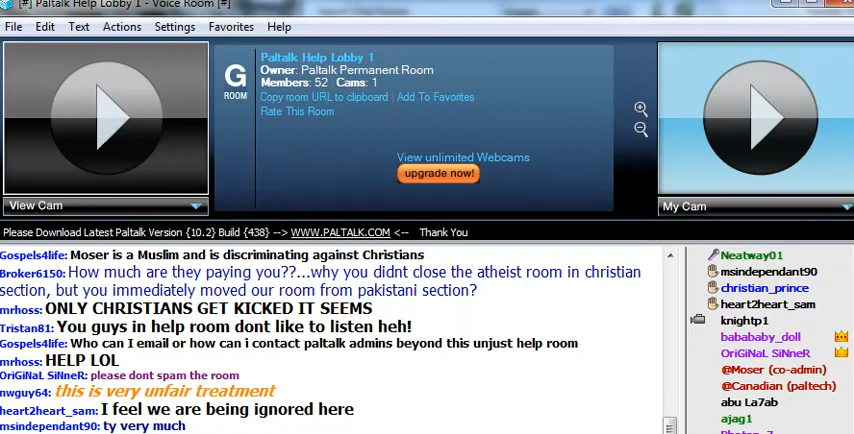 [#] Paltalk Help Lobby 1 - Voice Room [#]
File Edit Text Actions Settings Favorites Help
G
ROOM
Paltalk Help Lobby 1
Owner: Paltalk Permanent Room
Members: 52 | Cams: 1
Copy room URL to clipboard | Add To Favorites
Rate This Room
View unlimited Webcams
upgrade now!
View Cam
My Cam
Please Download Latest Paltalk Version {10.2} Build {438} --> WWW.PALTALK.COM <-- Thank You
Gospels4life: Moser is a Muslim and is discriminating against Christians
Broker6150: How much are they paying you??...why you didnt close the atheist room in christian
section, but you immediately moved our room from pakistani section?
mrhoss: ONLY CHRISTIANS GET KICKED IT SEEMS
Tristan81: You guys in help room dont like to listen heh!
Gospels4life: Who can I email or how can i contact paltalk admins beyond this unjust help room
mrhoss: HELP LOL
OriGiNaL SiNneR: please dont spam the room
nwguy64: this is very unfair treatment
heart2heart_sam: I feel we are being ignored here
msindependant90: ty very much
Neatway01
msindependant90
christian_prince
heart2heart_sam
knightp1
babababy_doll
OriGiNaL SiNneR
@Moser (co-admin)
@Canadian (paltech)
abu La7ab
ajag1